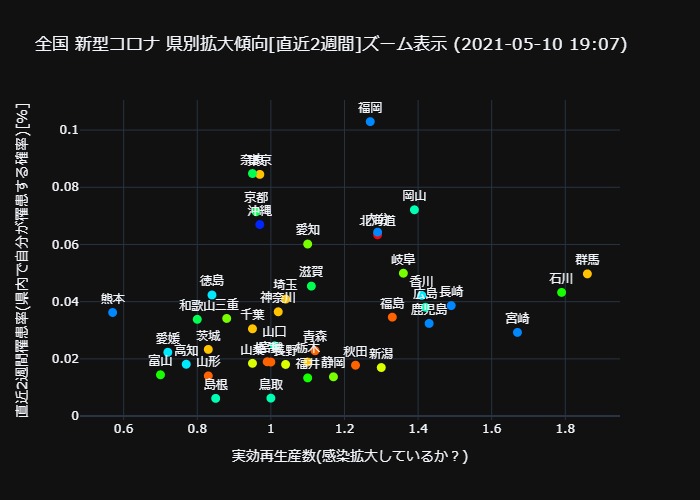 全国 新型コロナ 県別拡大傾向[直近2週間]ズーム表示 (2021-05-10 19:07)
直近2週間罹患率(県内で自分が罹患する確率)[%]
0.1
0.08
0.06
0.04
0.02
0
福岡
京都
沖縄
岡山
愛知
岐阜
群馬
滋賀
石川
徳島
埼玉
香川
広島
長崎
熊本
和歌山
三重
神奈川
福島
鹿児島
宮崎
千葉
山口
青森
愛媛
高知
茨城
山梨
長野
栃木
秋田
新潟
富山
山形
福井
静岡
島根
鳥取
北海道
0.6
0.8
1
1.2
1.4
1.6
1.8
実効再生産数(感染拡大しているか？)